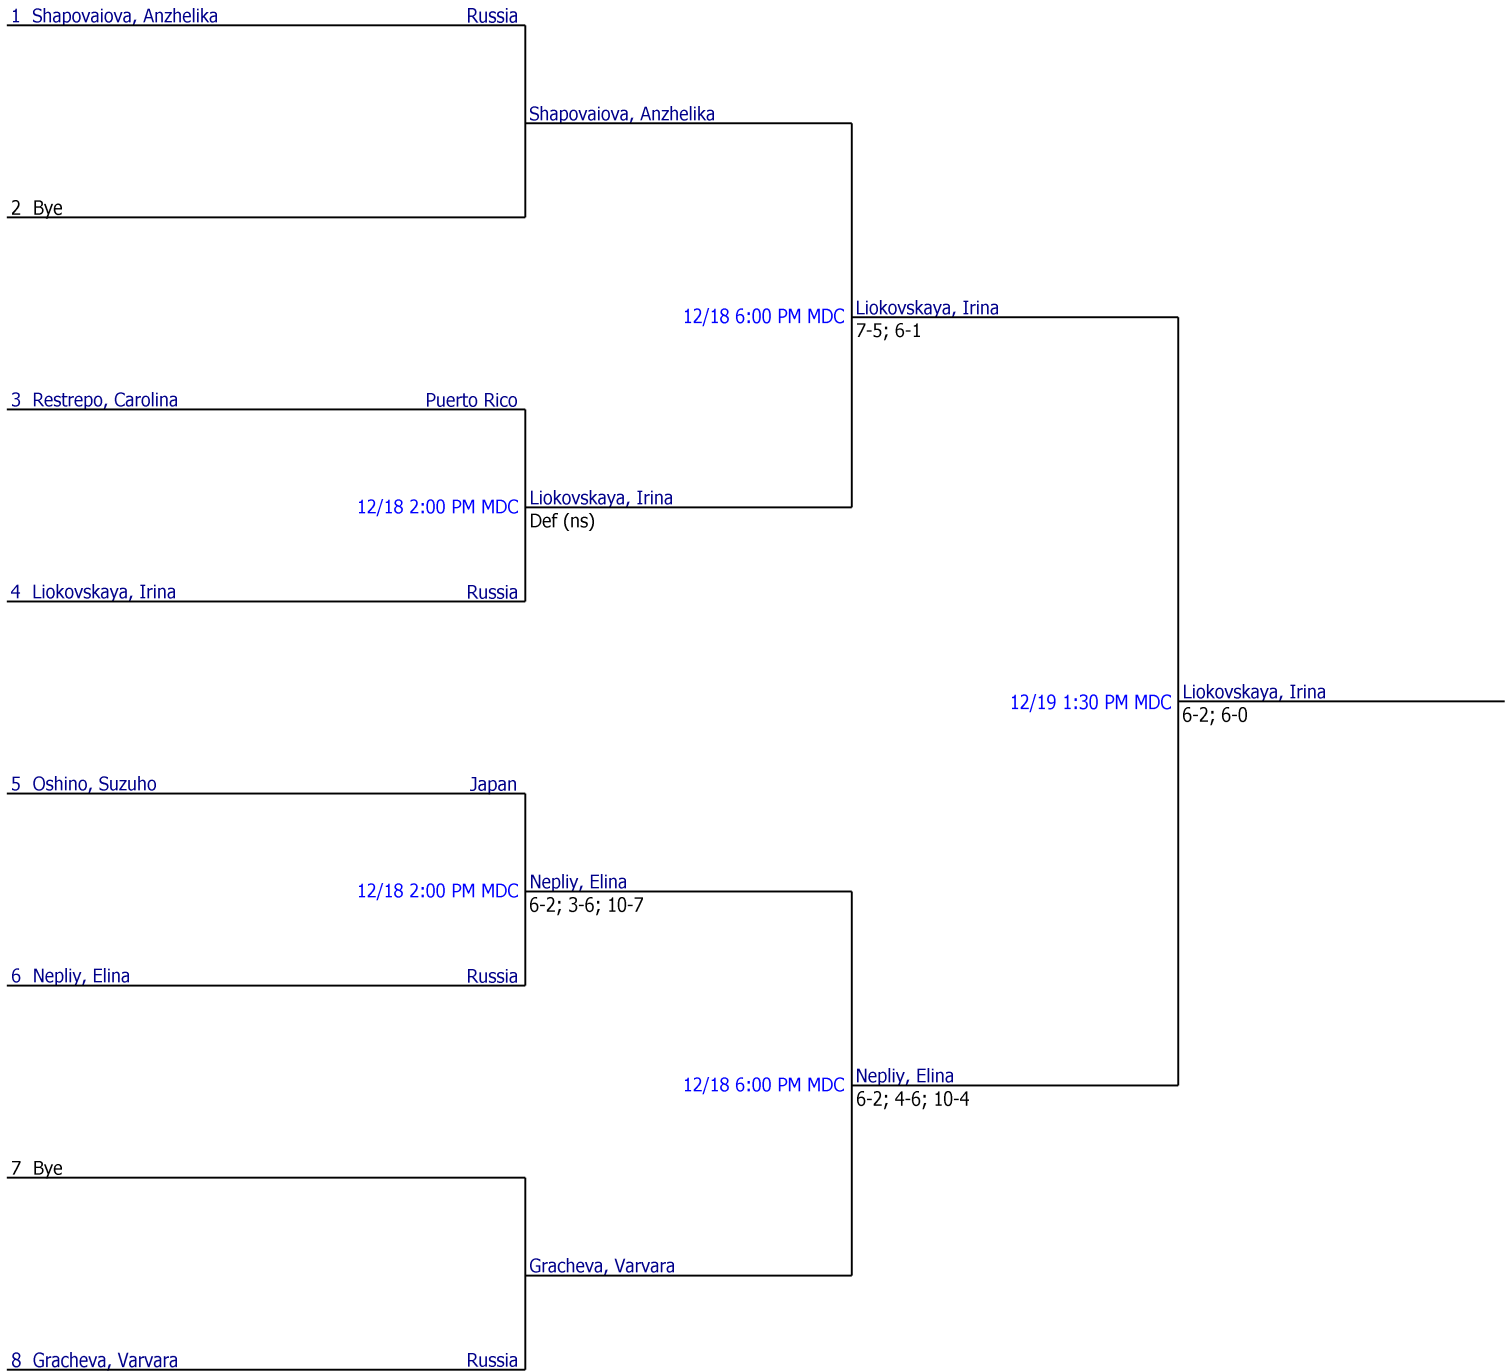 1 Shapovaiova, Anzhelika Russia
Shapovaiova, Anzhelika
2 Bye
12/18 6:00 PM MDC Liokovskaya, Irina
7-5; 6-1
3 Restrepo, Carolina Puerto Rico
12/18 2:00 PM MDC Liokovskaya, Irina
Def (ns)
4 Liokovskaya, Irina Russia
12/19 1:30 PM MDC Liokovskaya, Irina
6-2; 6-0
5 Oshino, Suzuho Japan
12/18 2:00 PM MDC Nepliy, Elina
6-2; 3-6; 10-7
6 Nepliy, Elina Russia
12/18 6:00 PM MDC Nepliy, Elina
6-2; 4-6; 10-4
7 Bye
Gracheva, Varvara
8 Gracheva, Varvara Russia